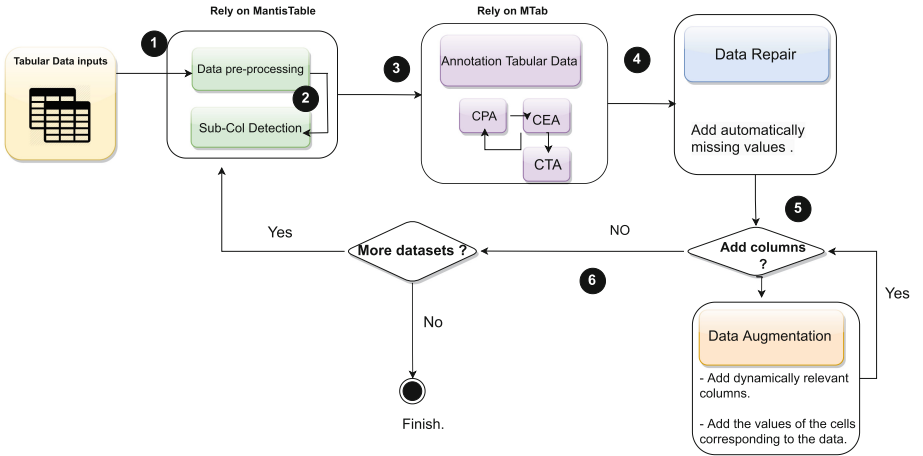 Rely on MantisTable
Rely on MTab
1
Tabular Data inputs
Data pre-processing
2
Sub-Col Detection
3
Annotation Tabular Data
CPA
CEA
CTA
4
Data Repair
Add automatically
missing values .
5
Add columns
?
NO
6
More datasets ?
Yes
No
Finish.
Yes
Data Augmentation
- Add dynamically relevant
columns.
- Add the values of the cells
corresponding to the data.